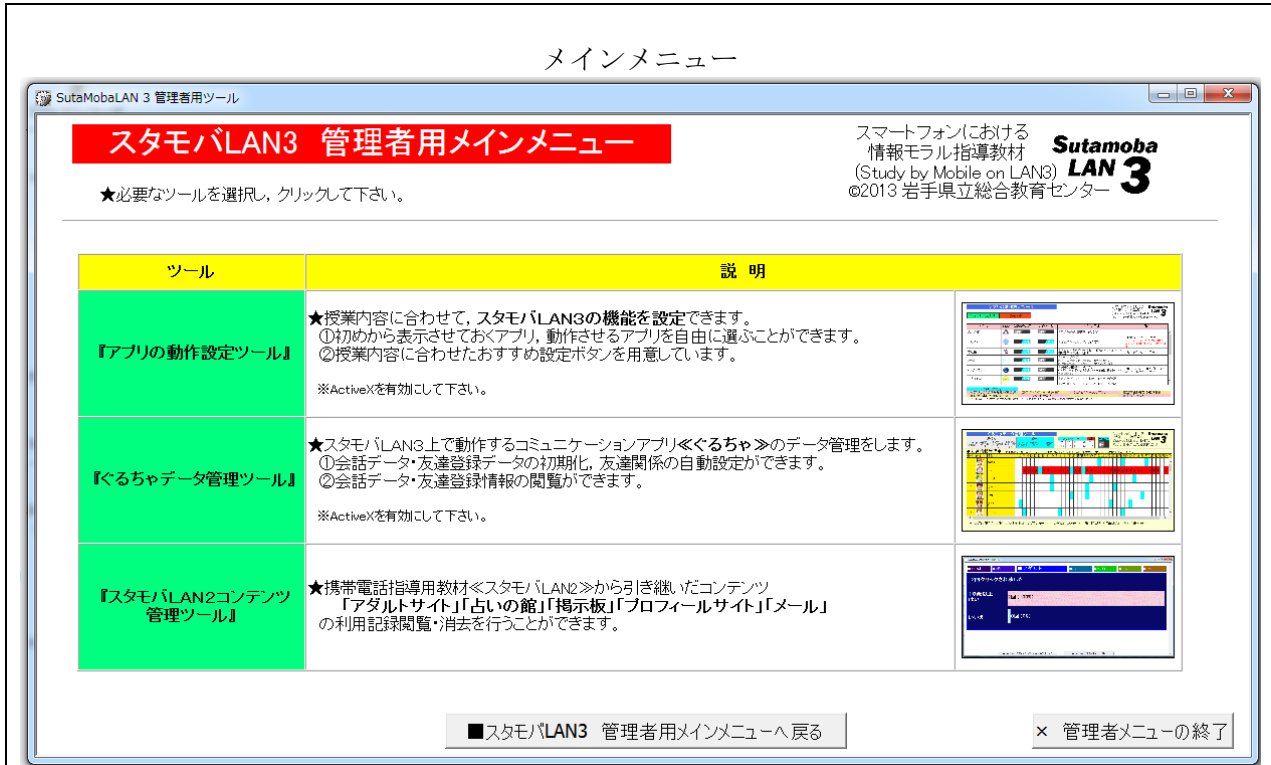 メインメニュー
SutaMobaLAN 3 管理者用ツール
スタモバLAN3 管理者用メインメニュー
スマートフォンにおける
情報モラル指導教材
(Study by Mobile on LAN3)
©2013 岩手県立総合教育センター
Sutamoba
LAN 3
★必要なツールを選択し，クリックして下さい。
ツール
説 明
『アプリの動作設定ツール』
★授業内容に合わせて，スタモバLAN3の機能を設定できます。
①初めから表示させておくアプリ，動作させるアプリを自由に選ぶことができます。
②授業内容に合わせたおすすめ設定ボタンを用意しています。
※ActiveXを有効にして下さい。
『ぐるちゃデータ管理ツール』
★スタモバLAN3上で動作するコミュニケーションアプリ≪ぐるちゃ≫のデータ管理をします。
①会話データ・友達登録データの初期化，友達関係の自動設定ができます。
②会話データ・友達登録情報の閲覧ができます。
※ActiveXを有効にして下さい。
『スタモバLAN2コンテンツ
管理ツール』
★携帯電話指導用教材≪スタモバLAN2≫から引き継いだコンテンツ
「アダルトサイト」「占いの館」「掲示板」「プロフィールサイト」「メール」
の利用記録閲覧・消去を行うことができます。
■スタモバLAN3 管理者用メインメニューへ戻る
× 管理者メニューの終了